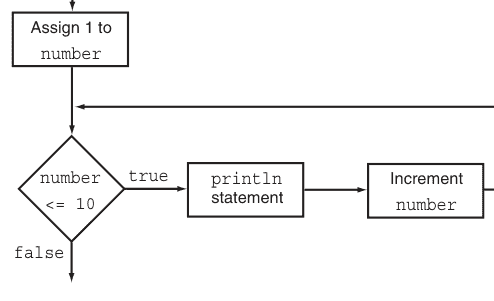 Assign 1 to
number
number
<= 10
true
println
statement
Increment
number
false